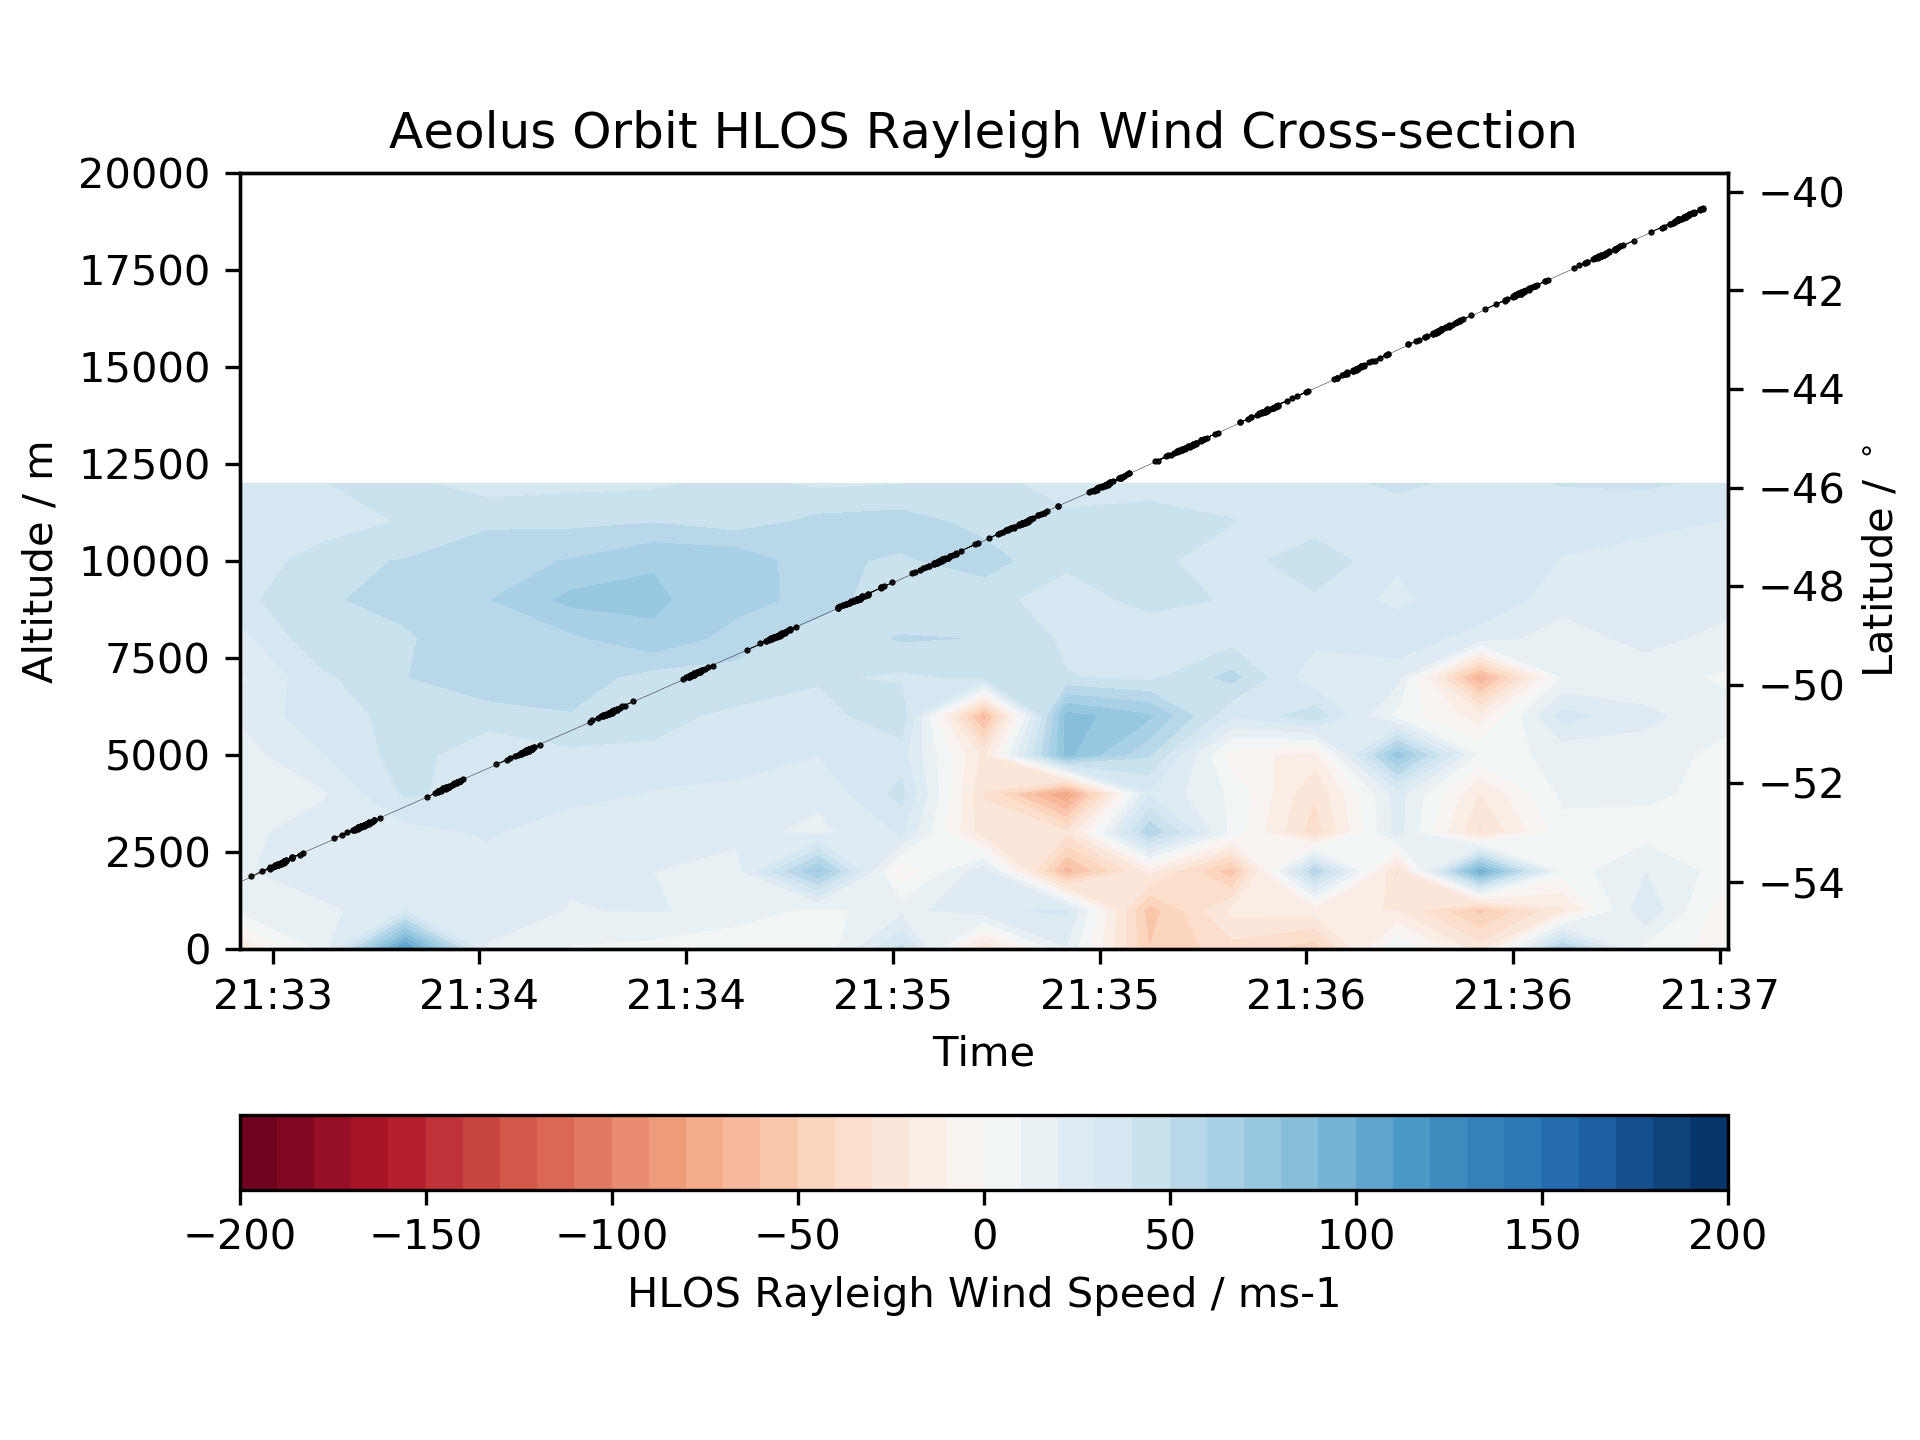 Aeolus Orbit HLOS Rayleigh Wind Cross-section
20000
17500
15000
12500
10000
7500
5000
2500
0
Altitude / m
−40
−42
−44
−46
−48
−50
−52
−54
Latitude / °
21:33 21:34 21:34 21:35 21:35 21:36 21:36 21:37
Time
−200 −150 −100 −50 0 50 100 150 200
HLOS Rayleigh Wind Speed / ms-1